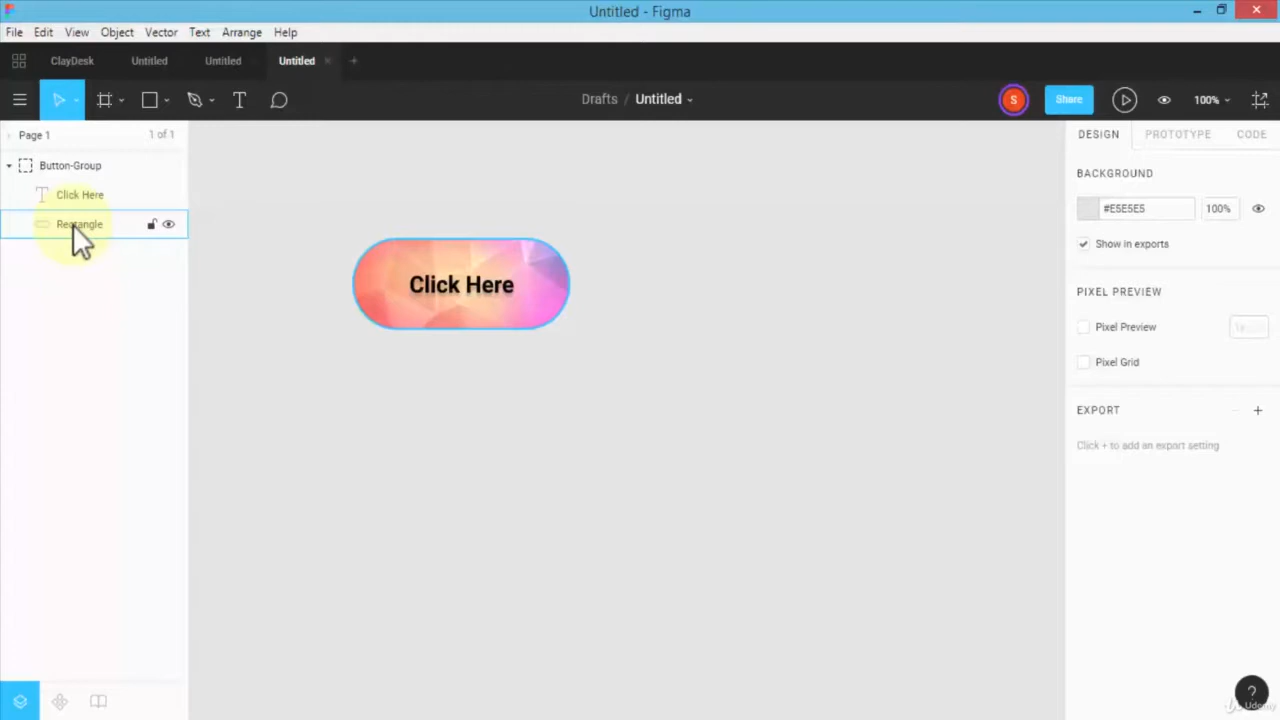 Untitled - Figma
File Edit View Object Vector Text Arrange Help
ClayDesk Untitled Untitled Untitled
Drafts / Untitled
S
Share
100%
Page 1 1 of 1
DESIGN PROTOTYPE CODE
Button-Group
Click Here
Rectangle
Click Here
BACKGROUND
#E5E5E5 100%
Show in exports
PIXEL PREVIEW
Pixel Preview
Pixel Grid
EXPORT
Click + to add an export setting
?
Udemy